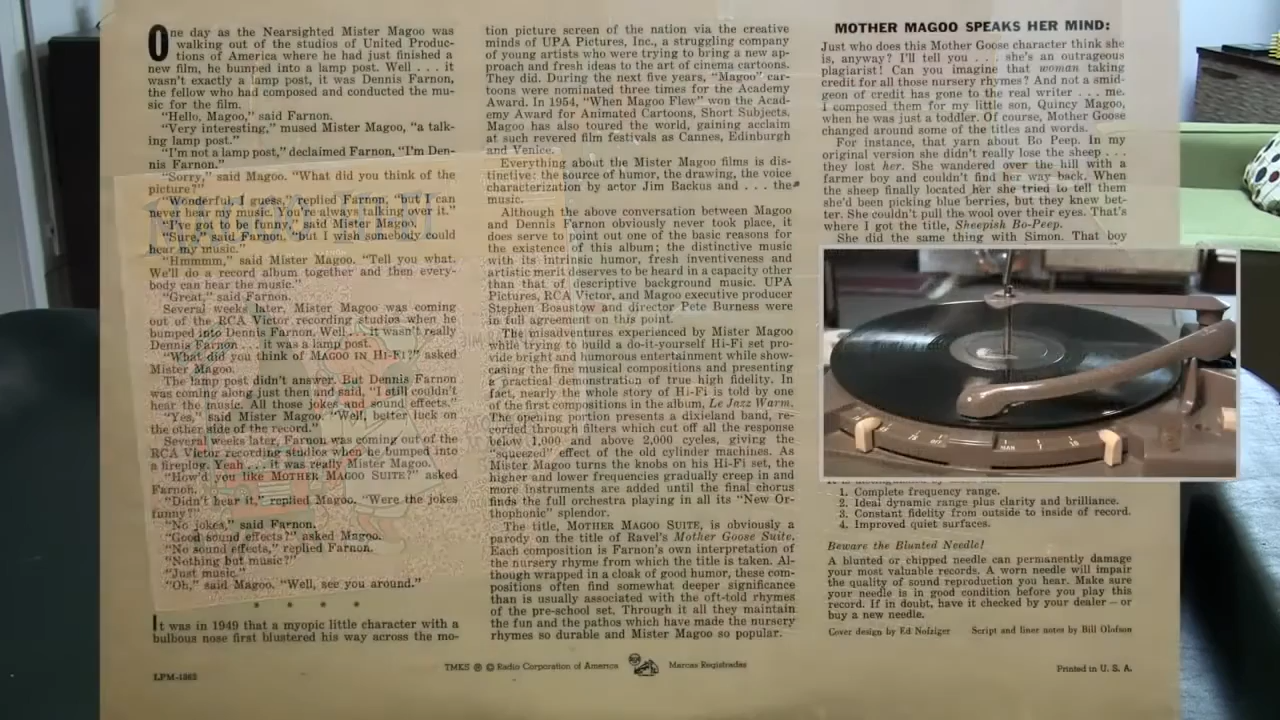 One day as the Nearsighted Mister Magoo was
walking out of the studios of United Produc-
tions of America where he had just finished a
new film, he bumped into a lamp post. Well . . . it
wasn't exactly a lamp post, it was Dennis Farnon,
the fellow who had composed and conducted the mu-
sic for the film.
"Hello, Magoo," said Farnon.
"Very interesting," mused Mister Magoo, "a talk-
ing lamp post."
"I'm not a lamp post," declaimed Farnon, "I'm Den-
nis Farnon."
"Sorry," said Magoo. "What did you think of the
picture?"
"Wonderful, I guess," replied Farnon, "but I can
never hear my music. You're always talking over it."
"I've got to be funny," said Mister Magoo.
"Sure," said Farnon, "but I wish somebody could
hear my music."
"Hmmmm," said Mister Magoo. "Tell you what.
We'll do a record album together and then every-
body can hear the music."
"Great," said Farnon.
Several weeks later, Mister Magoo was coming
out of the RCA Victor recording studios when he
bumped into Dennis Farnon. Well . . . it wasn't really
Dennis Farnon . . . it was a lamp post.
"What did you think of MAGOO IN HI-FI?" asked
Mister Magoo.
The lamp post didn't answer. But Dennis Farnon
was coming along just then and said, "I still couldn't
hear the music. All those jokes and sound effects."
"Yes," said Mister Magoo. "Well, better luck on
the other side of the record."
Several weeks later, Farnon was coming out of the
RCA Victor recording studios when he bumped into
a fireplug. Yeah . . . it was really Mister Magoo.
"How'd you like MOTHER MAGOO SUITE?" asked
Farnon.
"Didn't hear it," replied Magoo. "Were the jokes
funny?"
"No jokes," said Farnon.
"Good sound effects?" asked Magoo.
"No sound effects," replied Farnon.
"Nothing but music?"
"Just music."
"Oh," said Magoo. "Well, see you around."
* * * *
It was in 1949 that a myopic little character with a
bulbous nose first blustered his way across the mo-
tion picture screen of the nation via the creative
minds of UPA Pictures, Inc., a struggling company
of young artists who were trying to bring a new ap-
proach and fresh ideas to the art of cinema cartoons.
They did. During the next five years, "Magoo" car-
toons were nominated three times for the Academy
Award. In 1954, "When Magoo Flew" won the Acad-
emy Award for Animated Cartoons, Short Subjects.
Magoo has also toured the world, gaining acclaim
at such revered film festivals as Cannes, Edinburgh
and Venice.
Everything about the Mister Magoo films is dis-
tinctive: the source of humor, the drawing, the voice
characterization by actor Jim Backus and . . . the
music.
Although the above conversation between Magoo
and Dennis Farnon obviously never took place, it
does serve to point out one of the basic reasons for
the existence of this album; the distinctive music
with its intrinsic humor, fresh inventiveness and
artistic merit deserves to be heard in a capacity other
than that of descriptive background music. UPA
Pictures, RCA Victor, and Magoo executive producer
Stephen Bosustow and director Pete Burness were
in full agreement on this point.
The misadventures experienced by Mister Magoo
while trying to build a do-it-yourself Hi-Fi set pro-
vide bright and humorous entertainment while show-
casing the fine musical compositions and presenting
a practical demonstration of true high fidelity. In
fact, nearly the whole story of Hi-Fi is told by one
of the first compositions in the album, Le Jazz Warm.
The opening portion presents a dixieland band, re-
corded through filters which cut off all the response
below 1,000 and above 2,000 cycles, giving the
"squeezed" effect of the old cylinder machines. As
Mister Magoo turns the knobs on his Hi-Fi set, the
higher and lower frequencies gradually creep in and
more instruments are added until the final chorus
finds the full orchestra playing in all its "New Or-
thophonic" splendor.
The title, MOTHER MAGOO SUITE, is obviously a
parody on the title of Ravel's Mother Goose Suite.
Each composition is Farnon's own interpretation of
the nursery rhyme from which the title is taken. Al-
though wrapped in a cloak of good humor, these com-
positions often find somewhat deeper significance
than is usually associated with the oft-told rhymes
of the pre-school set. Through it all they maintain
the fun and the pathos which have made the nursery
rhymes so durable and Mister Magoo so popular.
MOTHER MAGOO SPEAKS HER MIND:
Just who does this Mother Goose character think she
is, anyway? I'll tell you . . . she's an outrageous
plagiarist! Can you imagine that woman taking
credit for all those nursery rhymes? And not a smid-
geon of credit has gone to the real writer . . . me.
I composed them for my little son, Quincy Magoo,
when he was just a toddler. Of course, Mother Goose
changed around some of the titles and words.
For instance, that yarn about Bo Peep. In my
original version she didn't really lose the sheep . . .
they lost her. She wandered over the hill with a
farmer boy and couldn't find her way back. When
the sheep finally located her she tried to tell them
she'd been picking blue berries, but they knew bet-
ter. She couldn't pull the wool over their eyes. That's
where I got the title, Sheepish Bo-Peep.
She did the same thing with Simon. That boy
MAN
1. Complete frequency range.
2. Ideal dynamic range plus clarity and brilliance.
3. Constant fidelity from outside to inside of record.
4. Improved quiet surfaces.
Beware the Blunted Needle!
A blunted or chipped needle can permanently damage
your most valuable records. A worn needle will impair
the quality of sound reproduction you hear. Make sure
your needle is in good condition before you play this
record. If in doubt, have it checked by your dealer — or
buy a new needle.
Cover design by Ed Nofziger Script and liner notes by Bill Olofson
TMKS ® © Radio Corporation of America Marcas Registradas
LPM-1362
Printed in U. S. A.